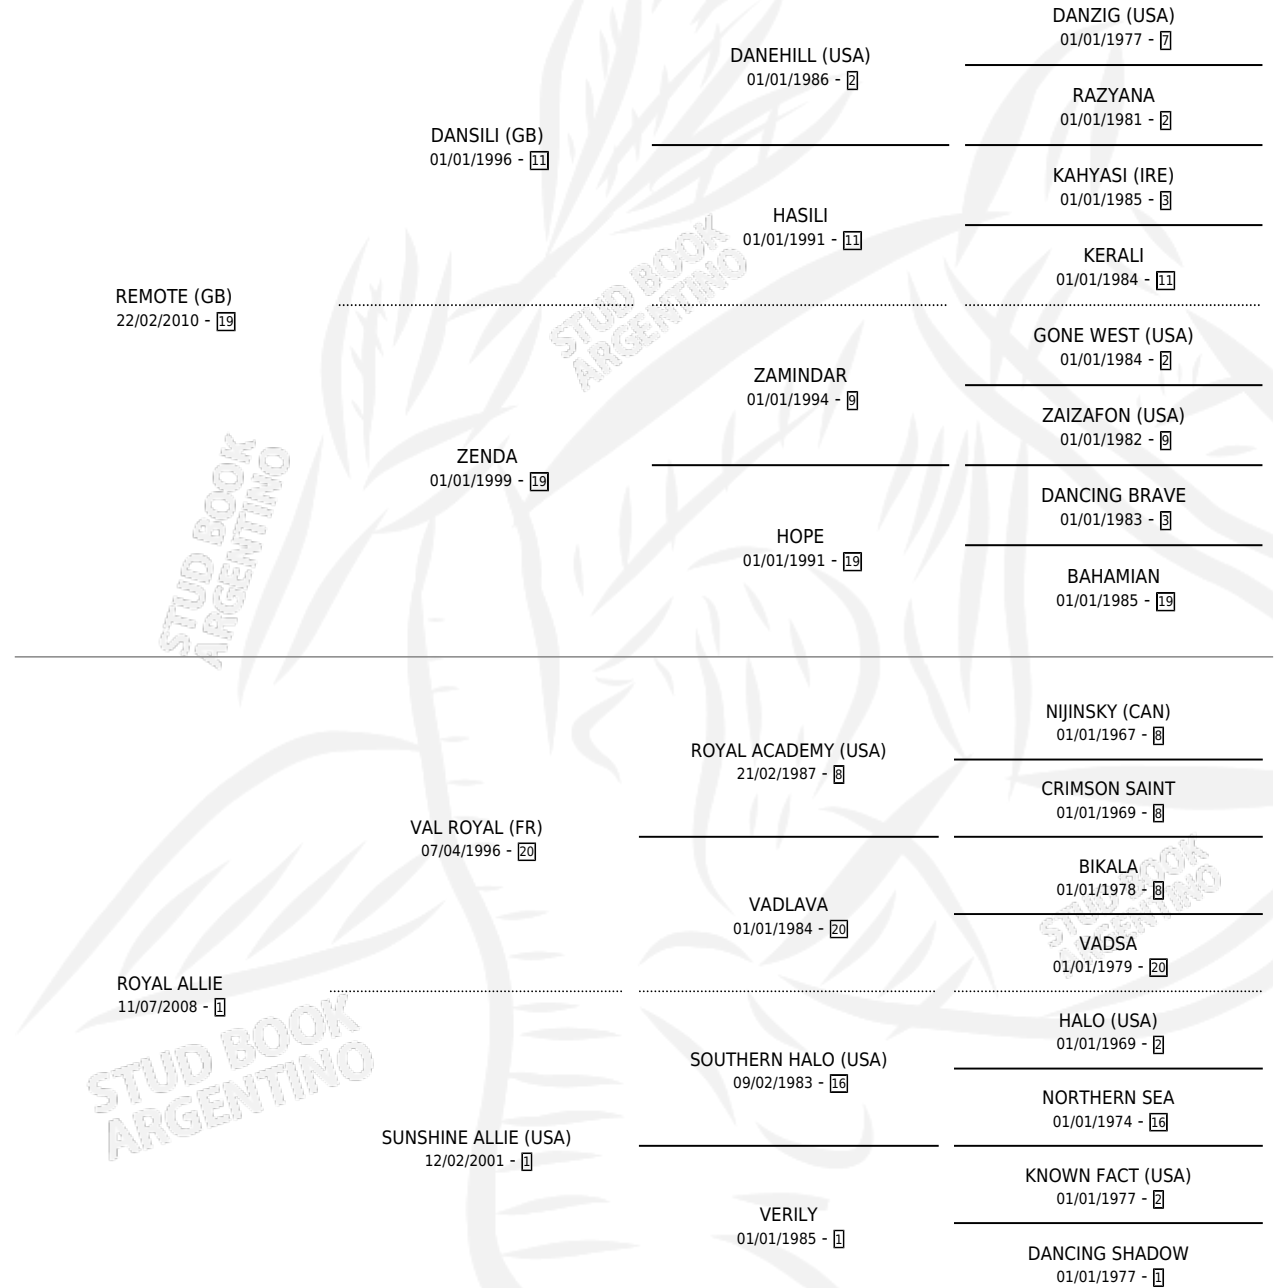 DANZIG (USA)
01/01/1977 - 7
DANEHILL (USA)
01/01/1986 - 2
RAZYANA
01/01/1981 - 2
DANSILI (GB)
01/01/1996 - 11
KAHYASI (IRE)
01/01/1985 - 3
HASILI
01/01/1991 - 11
KERALI
01/01/1984 - 11
REMOTE (GB)
22/02/2010 - 19
STUD BOOK
ARGENTINO
GONE WEST (USA)
01/01/1984 - 2
ZAMINDAR
01/01/1994 - 9
ZAIZAFON (USA)
01/01/1982 - 9
ZENDA
01/01/1999 - 19
DANCING BRAVE
01/01/1983 - 3
HOPE
01/01/1991 - 19
BAHAMIAN
01/01/1985 - 19
STUD BOOK
ARGENTINO
NIJINSKY (CAN)
01/01/1967 - 8
ROYAL ACADEMY (USA)
21/02/1987 - 8
CRIMSON SAINT
01/01/1969 - 8
VAL ROYAL (FR)
07/04/1996 - 20
BIKALA
01/01/1978 - 8
VADLAVA
01/01/1984 - 20
STUD BOOK
ARGENTINO
VADSA
01/01/1979 - 20
ROYAL ALLIE
11/07/2008 - 1
HALO (USA)
01/01/1969 - 2
SOUTHERN HALO (USA)
09/02/1983 - 16
STUD BOOK
ARGENTINO
NORTHERN SEA
01/01/1974 - 16
SUNSHINE ALLIE (USA)
12/02/2001 - 1
KNOWN FACT (USA)
01/01/1977 - 2
VERILY
01/01/1985 - 1
DANCING SHADOW
01/01/1977 - 1